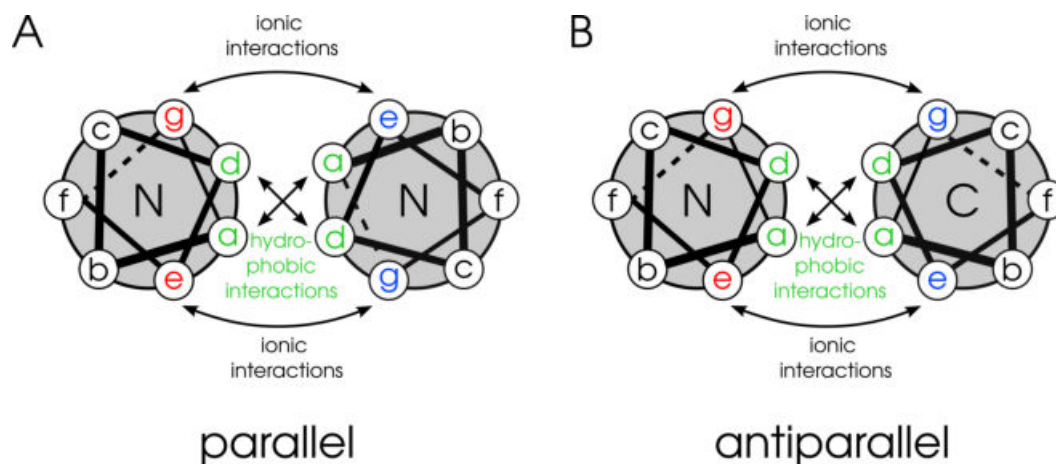 A
ionic
interactions
g
c
d
f
N
a
b
e
e
b
a
N
f
d
c
g
hydro-
phobic
interactions
ionic
interactions
parallel
B
ionic
interactions
g
c
d
f
N
a
b
e
g
c
d
C
f
a
b
e
hydro-
phobic
interactions
ionic
interactions
antiparallel